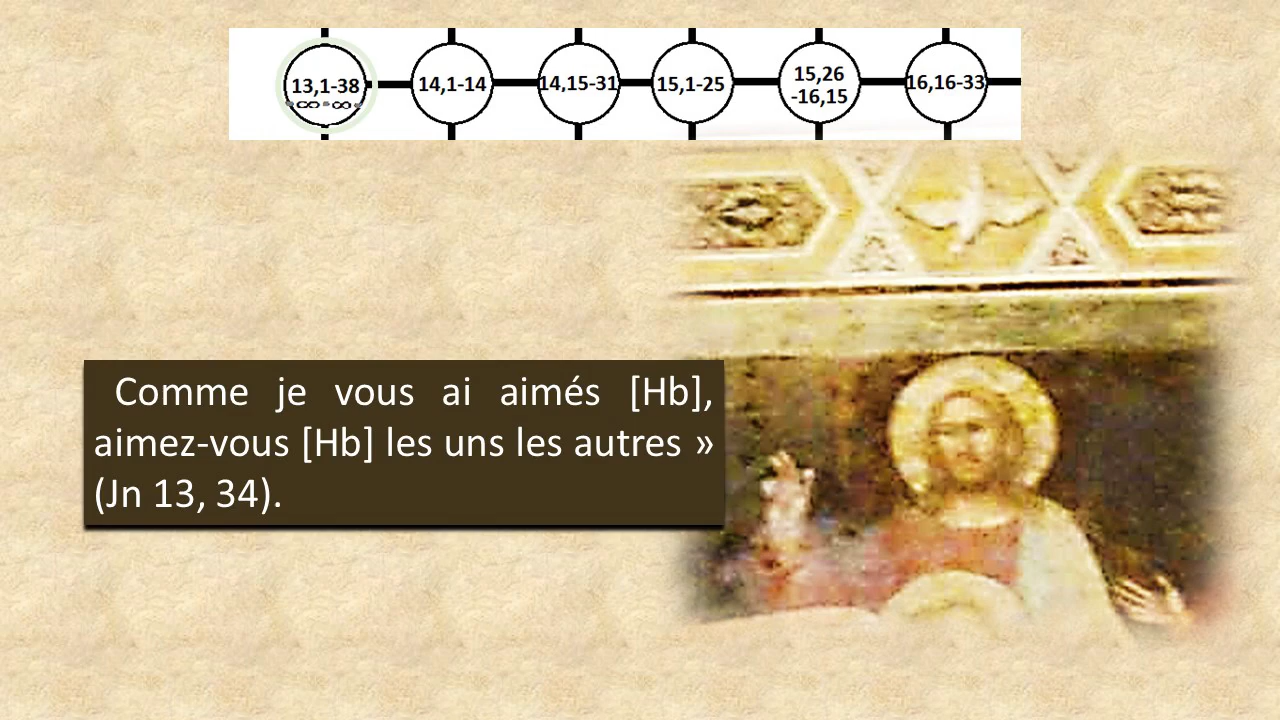 13,1-38 14,1-14 14,15-31 15,1-25 15,26 16,16-33
-16,15
Comme je vous ai aimés [Hb],
aimez-vous [Hb] les uns les autres »
(Jn 13, 34).